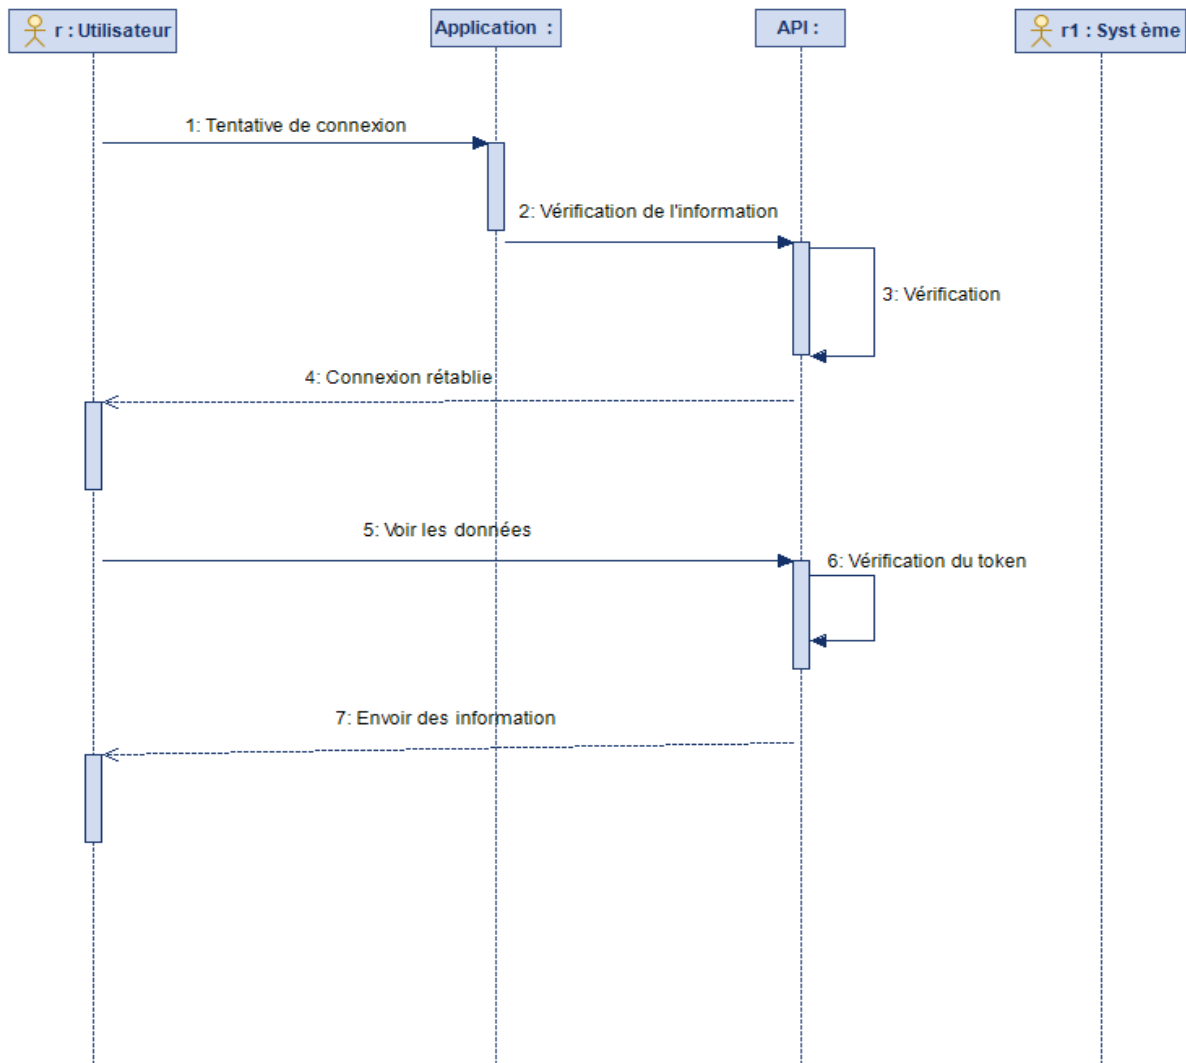 r : Utilisateur
Application :
API :
r1 : Syst ème
1: Tentative de connexion
2: Vérification de l'information
3: Vérification
4: Connexion rétablie
5: Voir les données
6: Vérification du token
7: Envoir des information